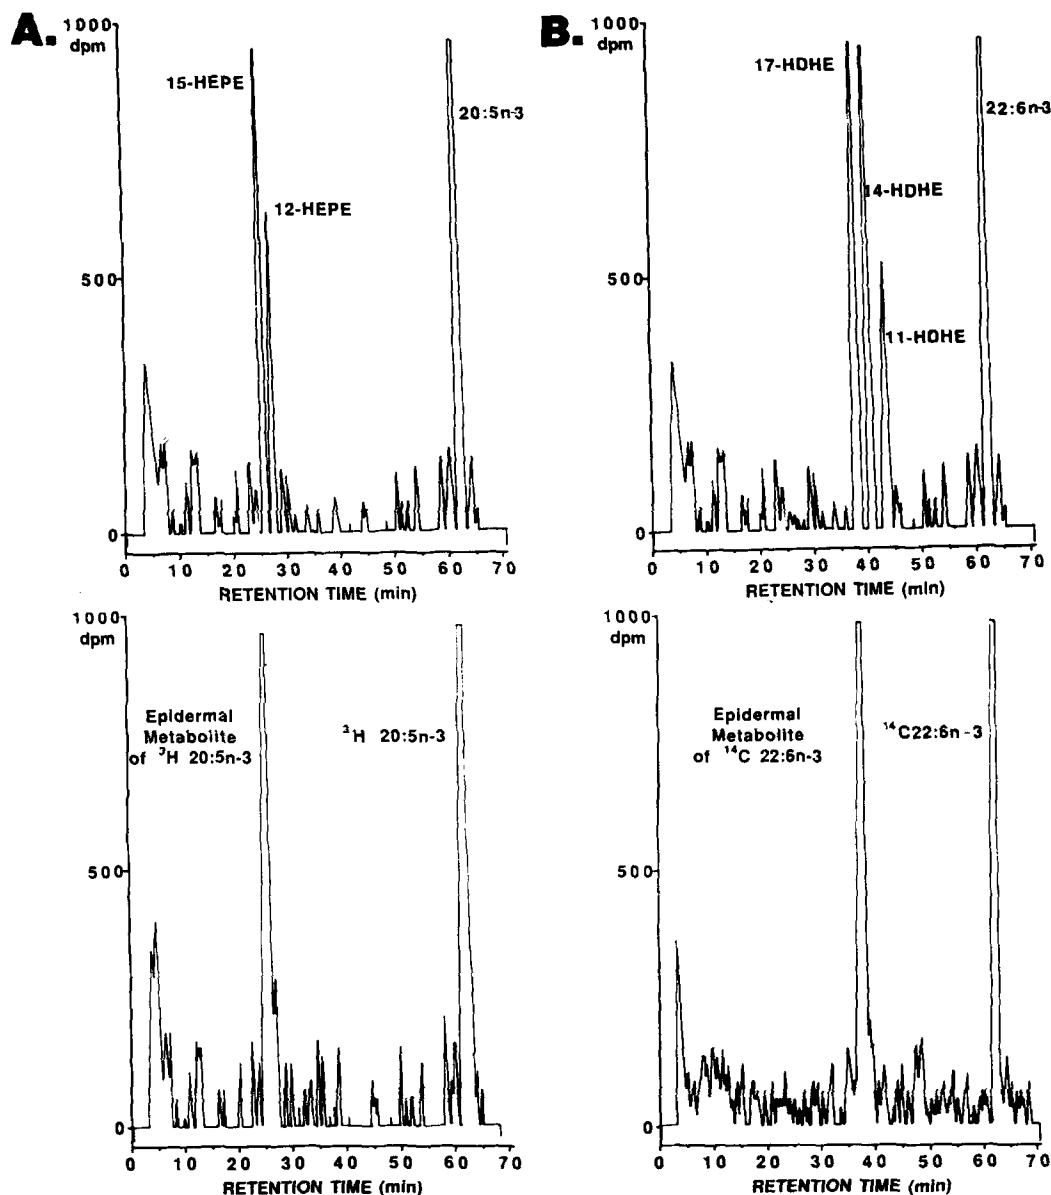 A.
1000
dpm
15-HEPE
12-HEPE
20:5n-3
500
0
0 10 20 30 40 50 60 70
RETENTION TIME (min)
B.
1000
dpm
17-HDHE
14-HDHE
11-HDHE
22:6n-3
500
0
0 10 20 30 40 50 60 70
RETENTION TIME (min)
1000
dpm
Epidermal
Metabolite
of ³H 20:5n-3
³H 20:5n-3
500
0
0 10 20 30 40 50 60 70
RETENTION TIME (min)
1000
dpm
Epidermal
Metabolite
of ¹⁴C 22:6n-3
¹⁴C22:6n-3
500
0
0 10 20 30 40 50 60 70
RETENTION TIME (min)